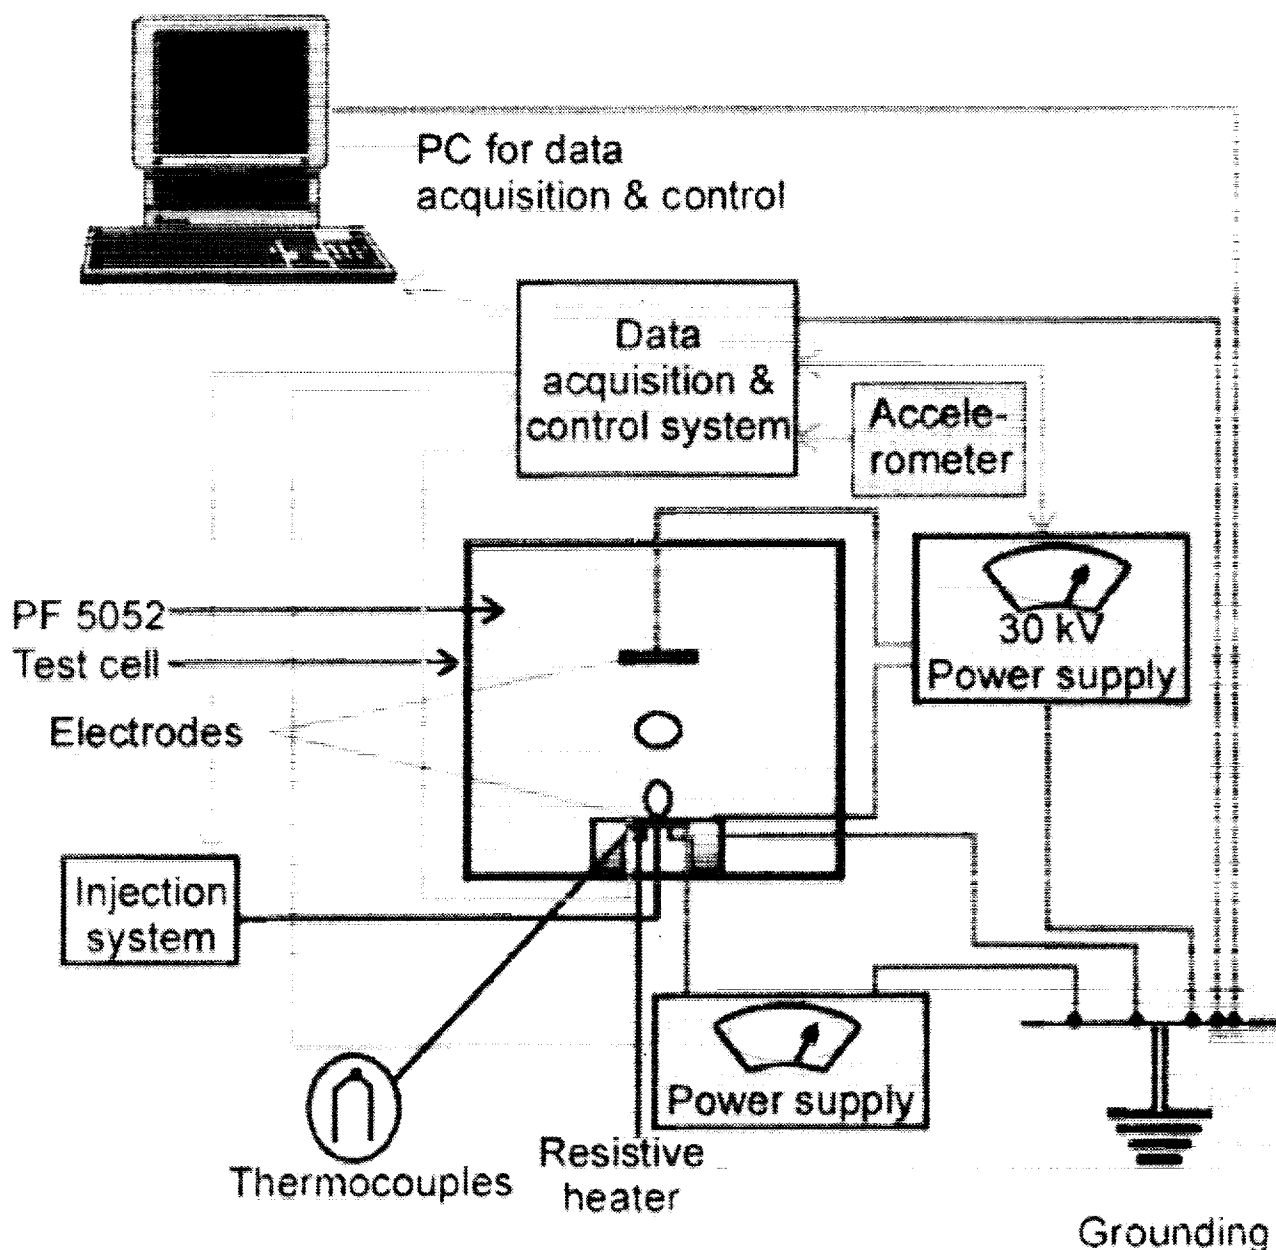 PC for data
acquisition & control
Data
acquisition &
control system
Accele-
rometer
PF 5052
Test cell
Electrodes
30 kV
Power supply
Injection
system
Power supply
Thermocouples
Resistive
heater
Grounding